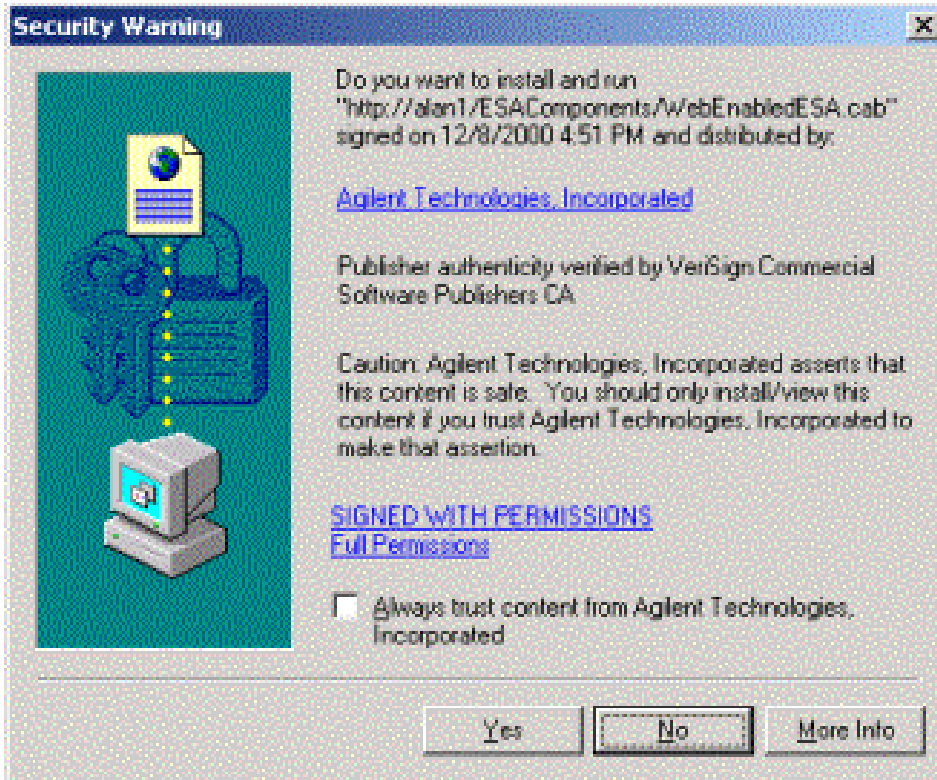 Security Warning
Do you want to install and run
"http://alan1/ESAComponents/WebEnabledESA.cab"
signed on 12/8/2000 4:51 PM and distributed by:
Agilent Technologies, Incorporated
Publisher authenticity verified by VeriSign Commercial
Software Publishers CA
Caution: Agilent Technologies, Incorporated asserts that
this content is safe. You should only install/view this
content if you trust Agilent Technologies, Incorporated to
make that assertion.
SIGNED WITH PERMISSIONS
Full Permissions
Always trust content from Agilent Technologies,
Incorporated
Yes
No
More Info